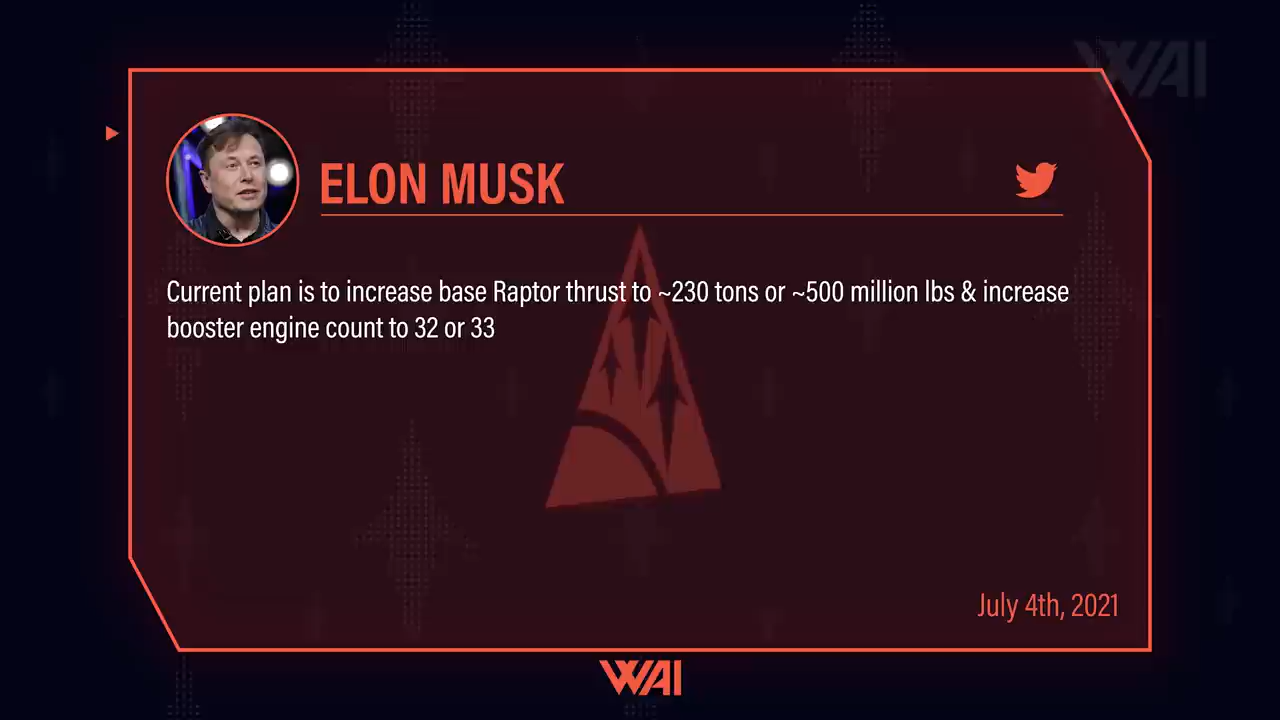 WAI
ELON MUSK
Current plan is to increase base Raptor thrust to ~230 tons or ~500 million lbs & increase
booster engine count to 32 or 33
July 4th, 2021
WAI